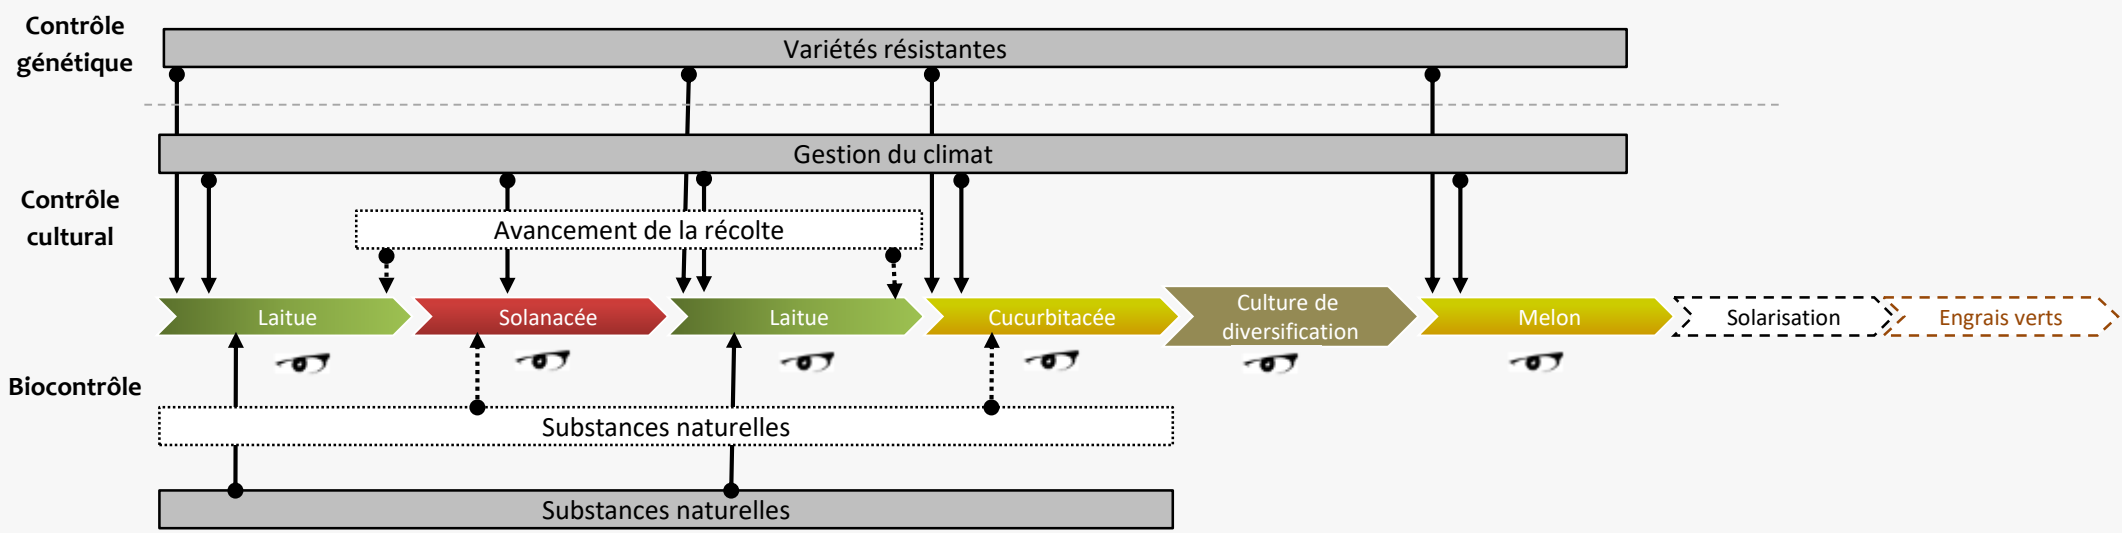 Contrôle
génétique
Variétés résistantes
Gestion du climat
Contrôle
cultural
Avancement de la récolte
Laitue
Solanacée
Laitue
Cucurbitacée
Culture de
diversification
Melon
Solarisation
Engrais verts
Biocontrôle
Substances naturelles
Substances naturelles